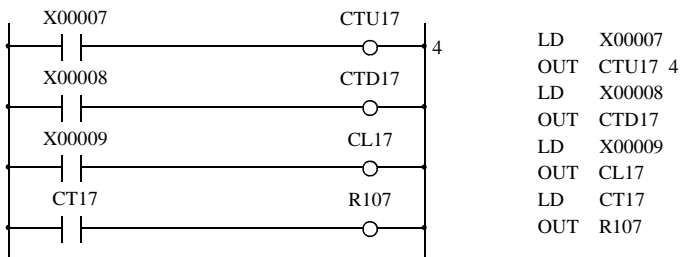 X00007 CTU17
4
X00008 CTD17
X00009 CL17
CT17 R107
LD X00007
OUT CTU17 4
LD X00008
OUT CTD17
LD X00009
OUT CL17
LD CT17
OUT R107